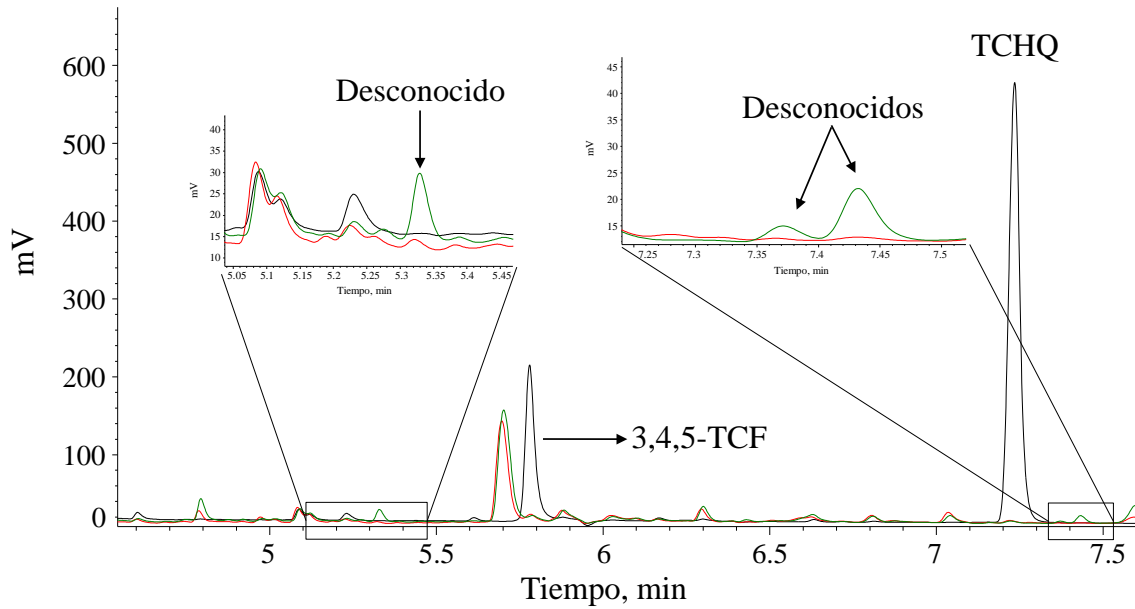 TCHQ
Desconocido
Desconocidos
mV
600
500
400
300
200
100
0
mV
40
35
30
25
20
15
10
5.05 5.1 5.15 5.2 5.25 5.3 5.35 5.4 5.45
Tiempo, min
mV
45
40
35
30
25
20
15
7.25 7.3 7.35 7.4 7.45 7.5
Tiempo, min
3,4,5-TCF
5 5.5 6 6.5 7 7.5
Tiempo, min